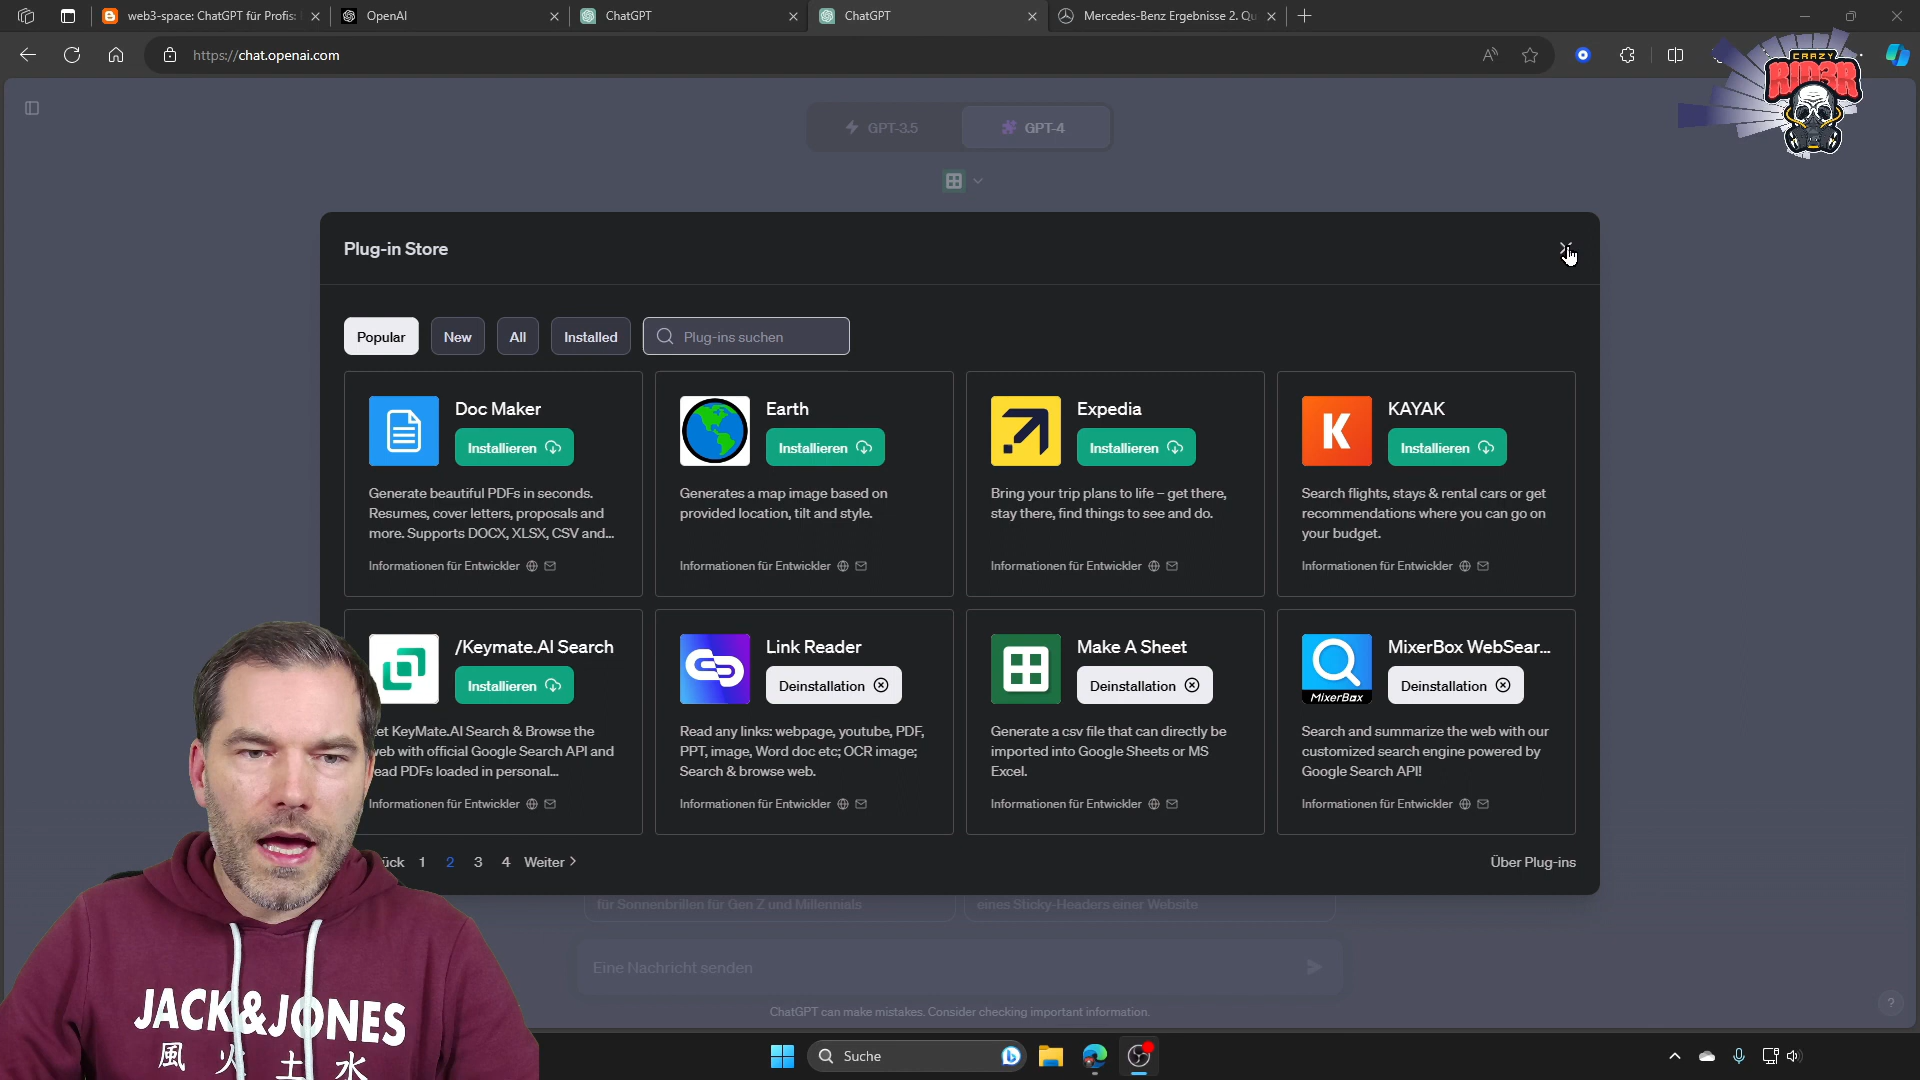 web3-space: ChatGPT für Profis:
OpenAI
ChatGPT
ChatGPT
Mercedes-Benz Ergebnisse 2. Qu
https://chat.openai.com
CRAZY
RID3R
GPT-3.5
GPT-4
Plug-in Store
Popular
New
All
Installed
Plug-ins suchen
Doc Maker
Installieren
Generate beautiful PDFs in seconds.
Resumes, cover letters, proposals and
more. Supports DOCX, XLSX, CSV and...
Informationen für Entwickler
Earth
Installieren
Generates a map image based on
provided location, tilt and style.
Informationen für Entwickler
Expedia
Installieren
Bring your trip plans to life – get there,
stay there, find things to see and do.
Informationen für Entwickler
K
KAYAK
Installieren
Search flights, stays & rental cars or get
recommendations where you can go on
your budget.
Informationen für Entwickler
/Keymate.AI Search
Installieren
et KeyMate.AI Search & Browse the
eb with official Google Search API and
ead PDFs loaded in personal...
Informationen für Entwickler
Link Reader
Deinstallation
Read any links: webpage, youtube, PDF,
PPT, image, Word doc etc; OCR image;
Search & browse web.
Informationen für Entwickler
Make A Sheet
Deinstallation
Generate a csv file that can directly be
imported into Google Sheets or MS
Excel.
Informationen für Entwickler
MixerBox
MixerBox WebSear...
Deinstallation
Search and summarize the web with our
customized search engine powered by
Google Search API!
Informationen für Entwickler
ück 1 2 3 4 Weiter
Über Plug-ins
für Sonnenbrillen für Gen Z und Millennials
eines Sticky-Headers einer Website
Eine Nachricht senden
ChatGPT can make mistakes. Consider checking important information.
?
JACK&JONES
風 火 土 水
Suche